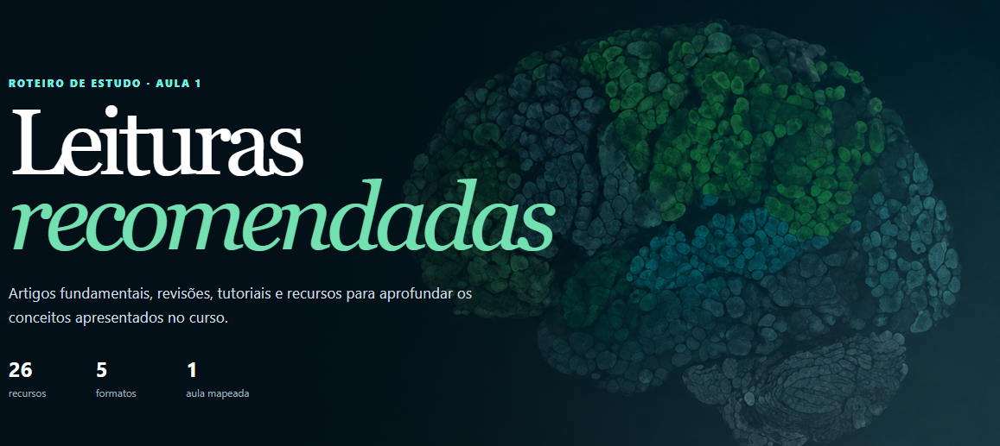 ROTEIRO DE ESTUDO · AULA 1
Leituras
recomendadas
Artigos fundamentais, revisões, tutoriais e recursos para aprofundar os
conceitos apresentados no curso.
26 5 1
recursos formatos aula mapeada